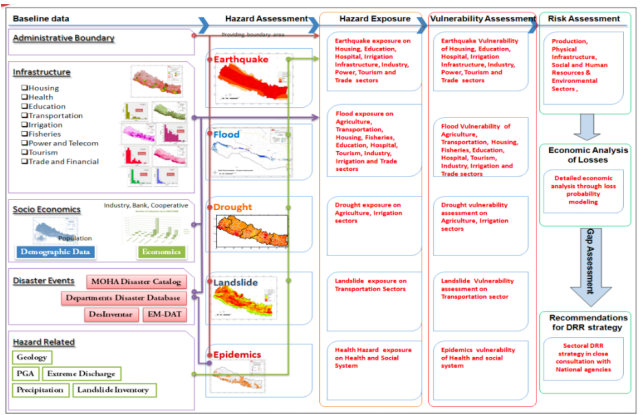 Baseline data
Hazard Assessment
Hazard Exposure
Vulnerability Assessment
Risk Assessment
Administrative Boundary
Providing boundary area
Infrastructure
Housing
Health
Education
Transportation
Irrigation
Fisheries
Power and Telecom
Tourism
Trade and Financial
Socio Economics
Industry, Bank, Cooperative
Population
Demographic Data
Economics
Disaster Events
MOHA Disaster Catalog
Departments Disaster Database
DesInventar
EM-DAT
Hazard Related
Geology
PGA
Extreme Discharge
Precipitation
Landslide Inventory
Earthquake
Flood
Drought
Landslide
Epidemics
Earthquake exposure on
Housing, Education,
Hospital, Irrigation
Infrastructure, Industry,
Power, Tourism and
Trade sectors
Flood exposure on
Agriculture,
Transportation,
Housing, Fisheries,
Education, Hospital,
Tourism, Industry,
Irrigation and Trade
sectors
Drought exposure on
Agriculture, Irrigation
sectors
Landslide exposure on
Transportation Sectors
Health Hazard exposure
on Health and Social
System
Earthquake Vulnerability
of Housing, Education,
Hospital, Irrigation
Infrastructure, Industry,
Power, Tourism and
Trade sectors
Flood Vulnerability of
Agriculture,
Transportation, Housing,
Fisheries, Education,
Hospital, Tourism,
Industry, Irrigation and
Trade sectors
Drought vulnerability
assessment on
Agriculture, Irrigation
sectors
Landslide Vulnerability
assessment on
Transportation sector
Epidemics vulnerability
of Health and social
system
Production,
Physical
Infrastructure,
Social and Human
Resources &
Environmental
Sectors ,
Economic Analysis
of Losses
Detailed economic
analysis through loss
probability
modeling
Gap Assessment
Recommendations
for DRR strategy
Sectoral DRR
strategy in close
consultation with
National agencies